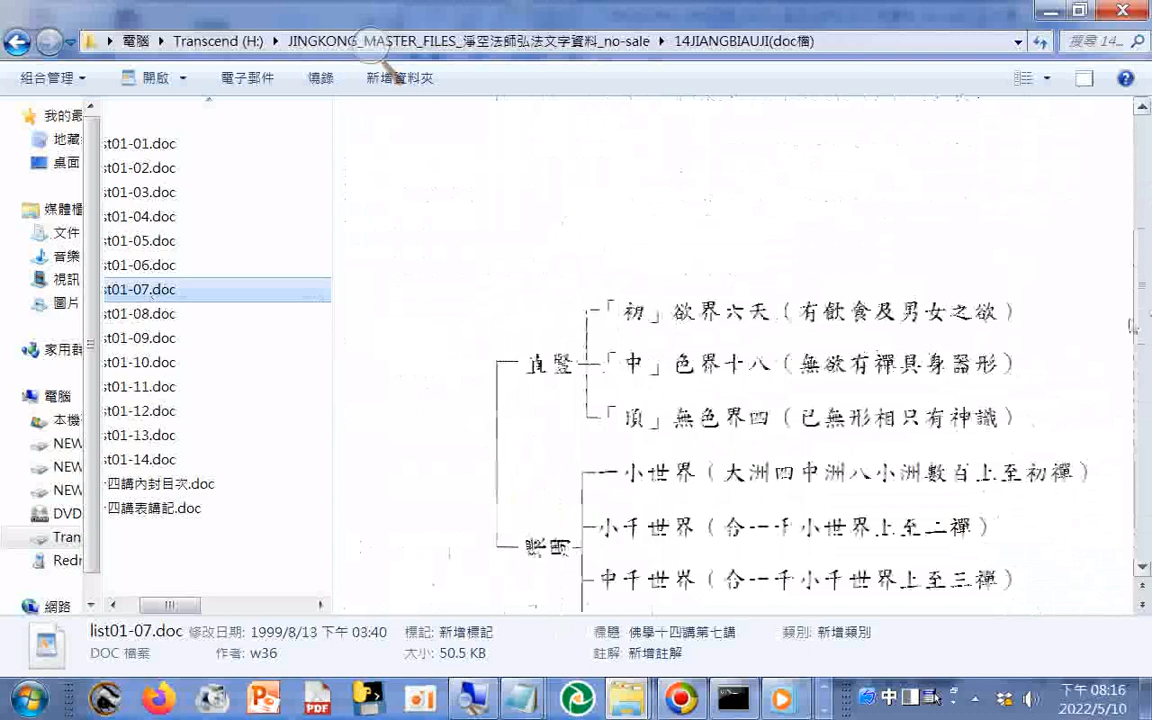 電腦 Transcend (H:) JINGKONG_MASTER_FILES_淨空法師弘法文字資料_no-sale 14JIANGBIAUJI(doc檔) 搜尋 14...
組合管理 開啟 電子郵件 燒錄 新增資料夾
我的最
地藏
桌面
媒體櫃
文件
音樂
視訊
圖片
家用群
電腦
本機
NEW
NEW
NEW
DVD
Tran
Redr
網路
st01-01.doc
st01-02.doc
st01-03.doc
st01-04.doc
st01-05.doc
st01-06.doc
st01-07.doc
st01-08.doc
st01-09.doc
st01-10.doc
st01-11.doc
st01-12.doc
st01-13.doc
st01-14.doc
四講內封目次.doc
四講表講記.doc
「初」欲界六天(有飲食及男女之欲)
直豎
「中」色界十八(無欲有禪具身器形)
「頂」無色界四(已無形相只有神識)
一小世界(大洲四中洲八小洲數百上至初禪)
小千世界(合一千小世界上至二禪)
中千世界(合一千小千世界上至三禪)
list01-07.doc 修改日期: 1999/8/13 下午 03:40 標記: 新增標記 標題: 佛學十四講第七講 類別: 新增類別
DOC 檔案 作者: w36 大小: 50.5 KB 註解: 新增註解
PDF
中
下午 08:16
2022/5/10